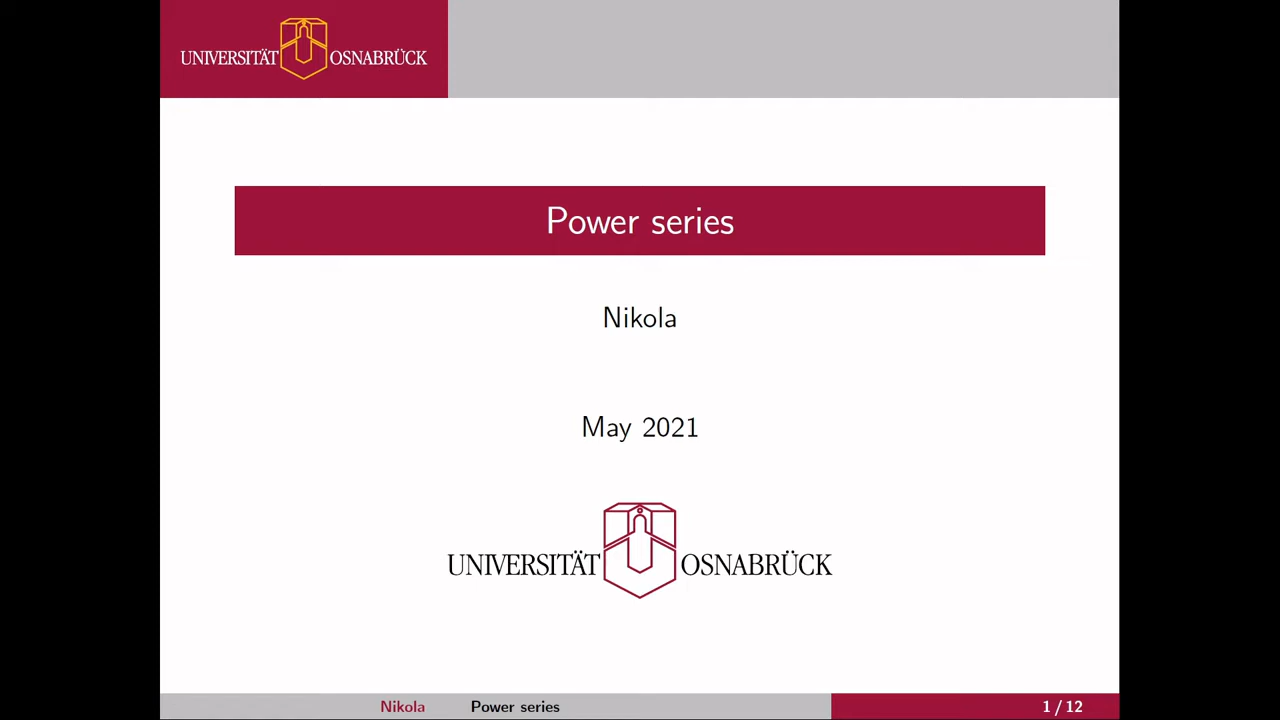 UNIVERSITÄT OSNABRÜCK
Power series
Nikola
May 2021
UNIVERSITÄT OSNABRÜCK
Nikola Power series 1 / 12